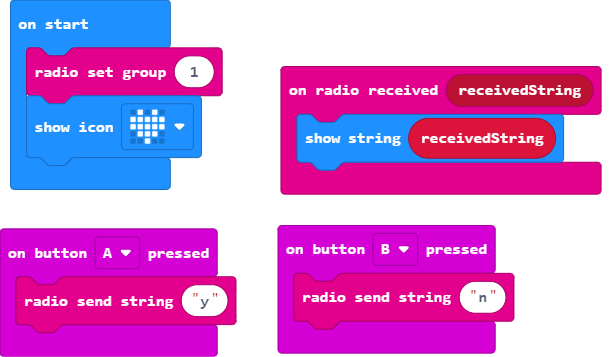 on start
radio set group 1
show icon
on radio received receivedString
show string receivedString
on button A pressed
radio send string "y"
on button B pressed
radio send string "n"